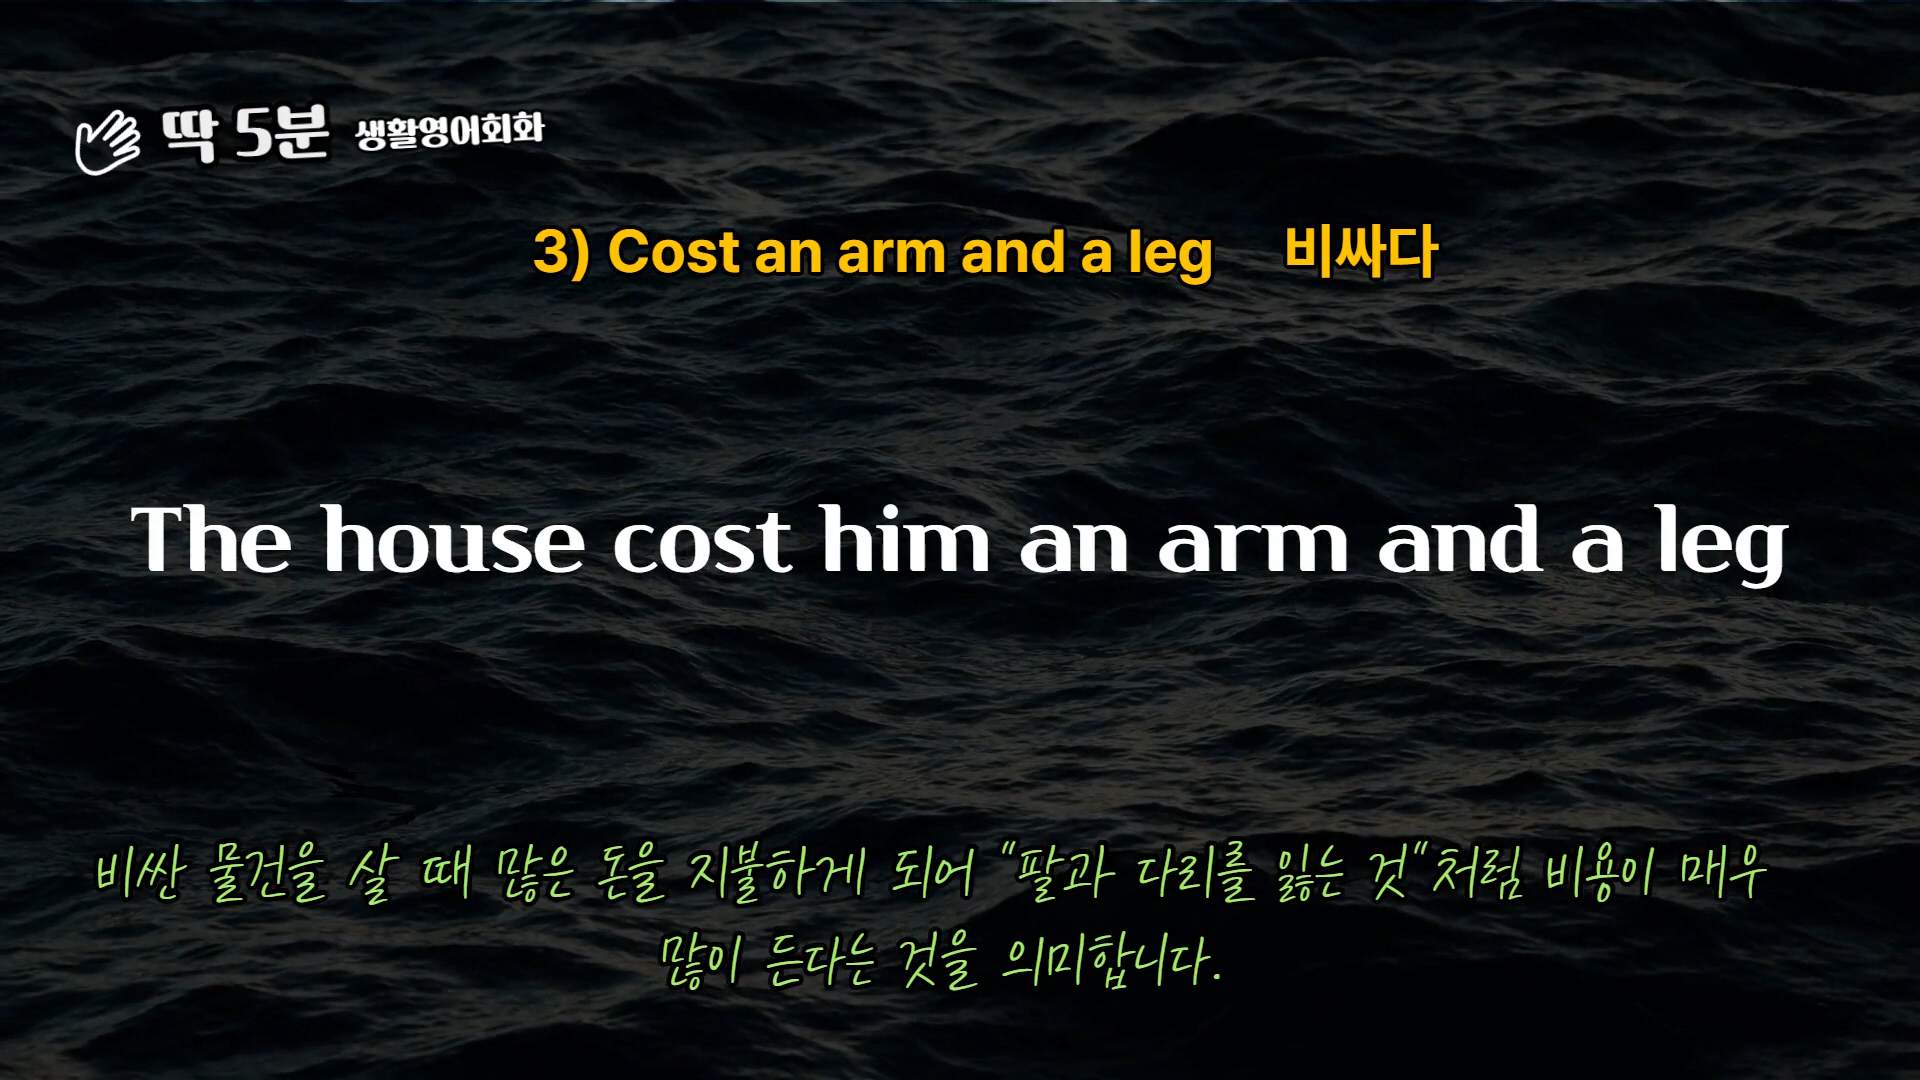 딱 5분 생활영어회화
3) Cost an arm and a leg 비싸다
The house cost him an arm and a leg
비싼 물건을 살 때 많은 돈을 지불하게 되어 "팔과 다리를 잃는 것"처럼 비용이 매우
많이 든다는 것을 의미합니다.